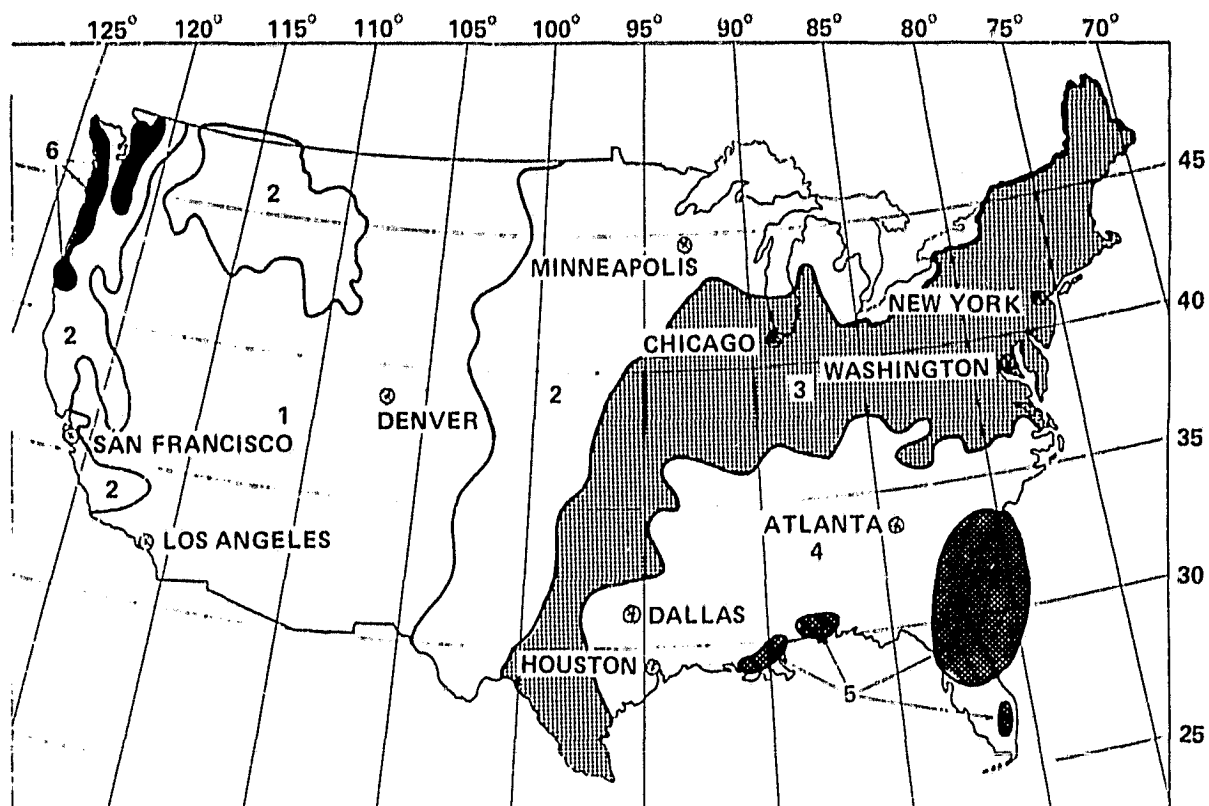 125° 120° 115° 110° 105° 100° 95° 90° 85° 80° 75° 70°
6
45
2
MINNEAPOLIS
NEW YORK
40
2
CHICAGO
WASHINGTON
2
3
DENVER
1
SAN FRANCISCO
35
2
ATLANTA
LOS ANGELES
4
30
DALLAS
HOUSTON
5
25